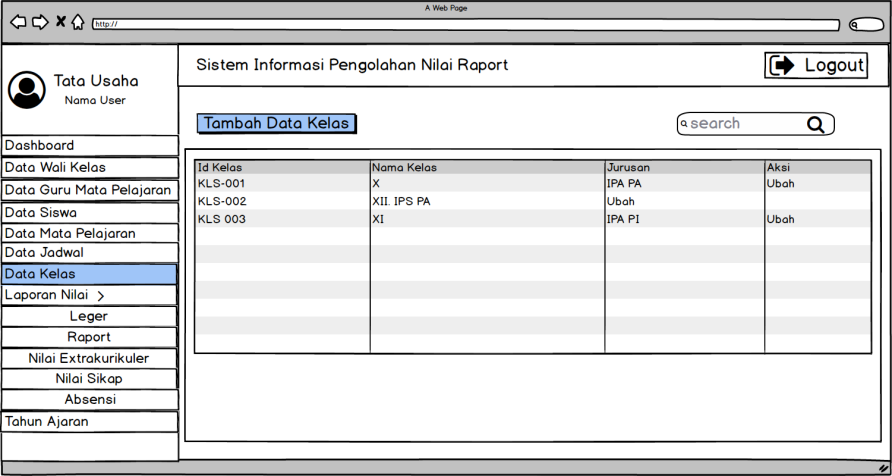 A Web Page
http://
Tata Usaha
Nama User
Sistem Informasi Pengolahan Nilai Raport
Logout
Tambah Data Kelas
search
Dashboard
Data Wali Kelas
Data Guru Mata Pelajaran
Data Siswa
Data Mata Pelajaran
Data Jadwal
Data Kelas
Laporan Nilai >
Leger
Raport
Nilai Extrakurikuler
Nilai Sikap
Absensi
Tahun Ajaran
Id Kelas Nama Kelas Jurusan Aksi
KLS-001 X IPA PA Ubah
KLS-002 XII. IPS PA Ubah
KLS 003 XI IPA PI Ubah